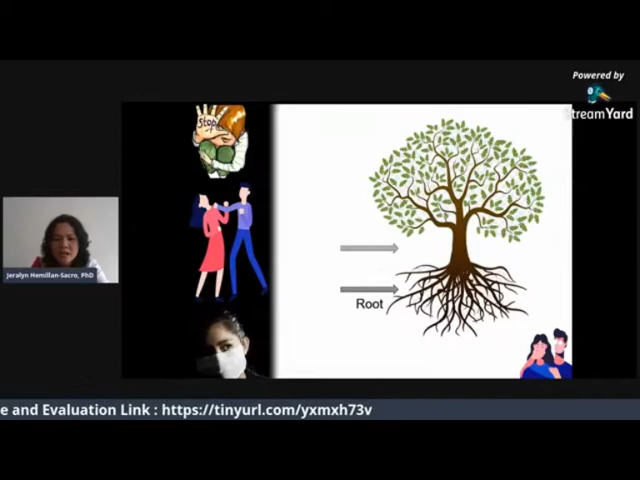 Powered by
StreamYard
Stop
Jeralyn Hemillan-Sacro, PhD
Root
e and Evaluation Link : https://tinyurl.com/yxmxh73v